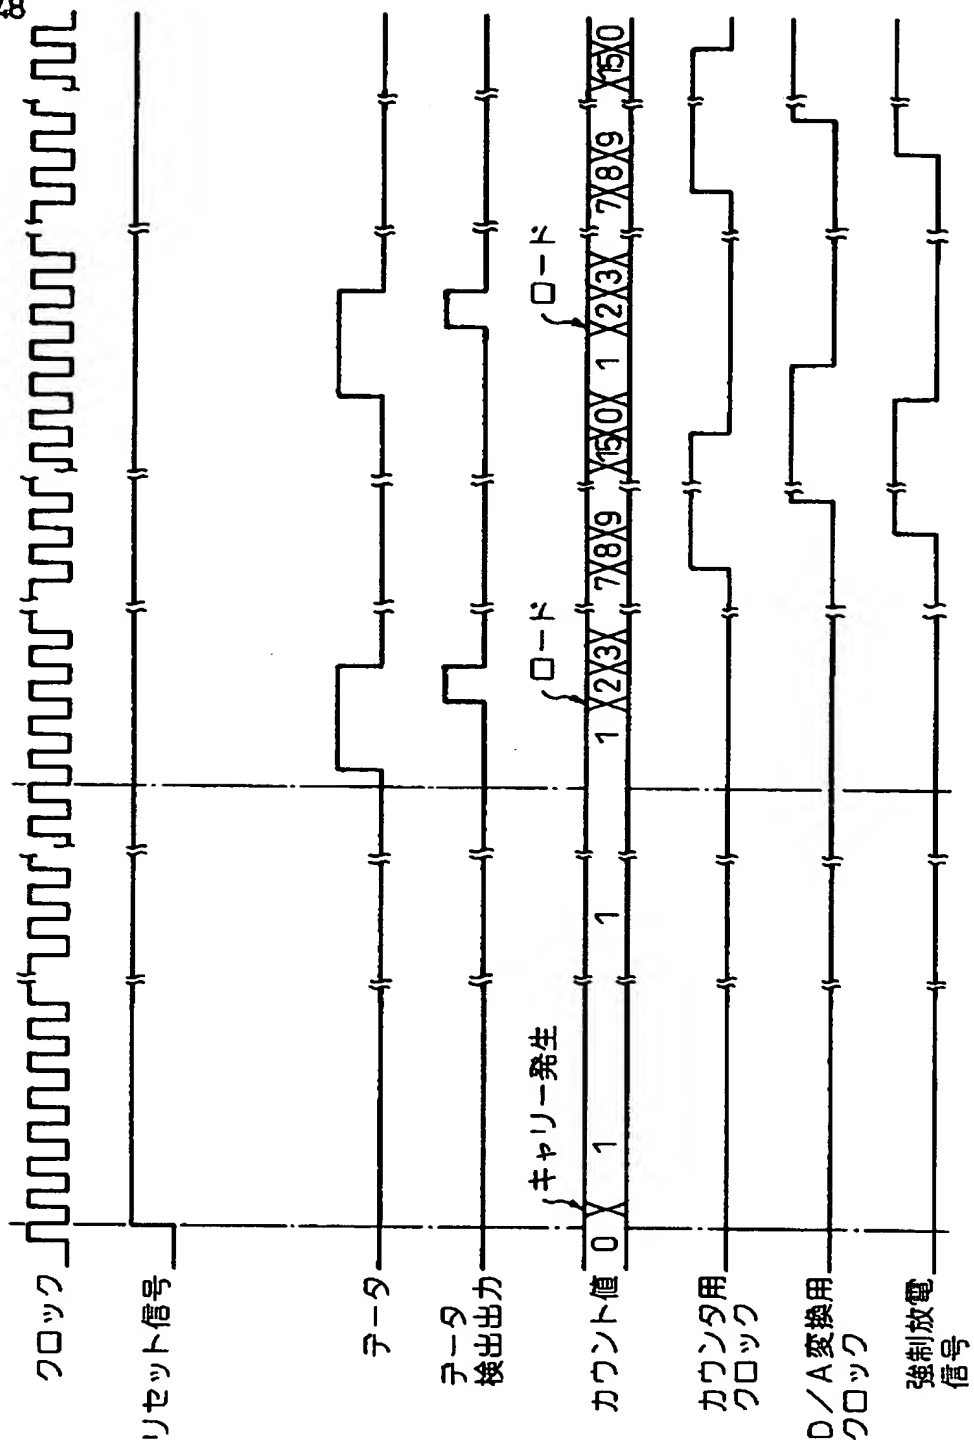 48
クロック
リセット信号
データ
データ
検出出力
キャリー発生
ロード
ロード
カウント値
0 1 1 1 2 3 7 8 9 15 0 1 2 3 7 8 9 15 0
カウンタ用
クロック
D/A変換用
クロック
強制放電
信号